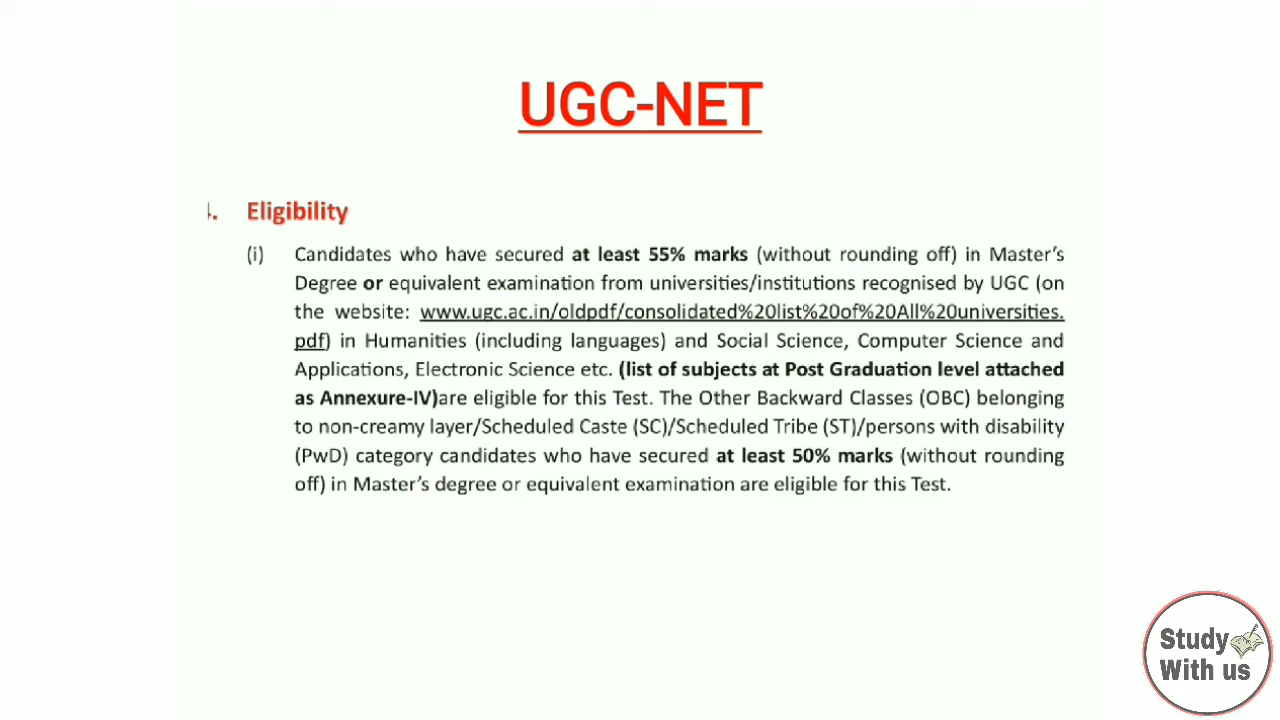 UGC-NET
4. Eligibility
(i) Candidates who have secured at least 55% marks (without rounding off) in Master's
Degree or equivalent examination from universities/institutions recognised by UGC (on
the website: www.ugc.ac.in/oldpdf/consolidated%20list%20of%20All%20universities.
pdf) in Humanities (including languages) and Social Science, Computer Science and
Applications, Electronic Science etc. (list of subjects at Post Graduation level attached
as Annexure-IV)are eligible for this Test. The Other Backward Classes (OBC) belonging
to non-creamy layer/Scheduled Caste (SC)/Scheduled Tribe (ST)/persons with disability
(PwD) category candidates who have secured at least 50% marks (without rounding
off) in Master's degree or equivalent examination are eligible for this Test.
Study
With us